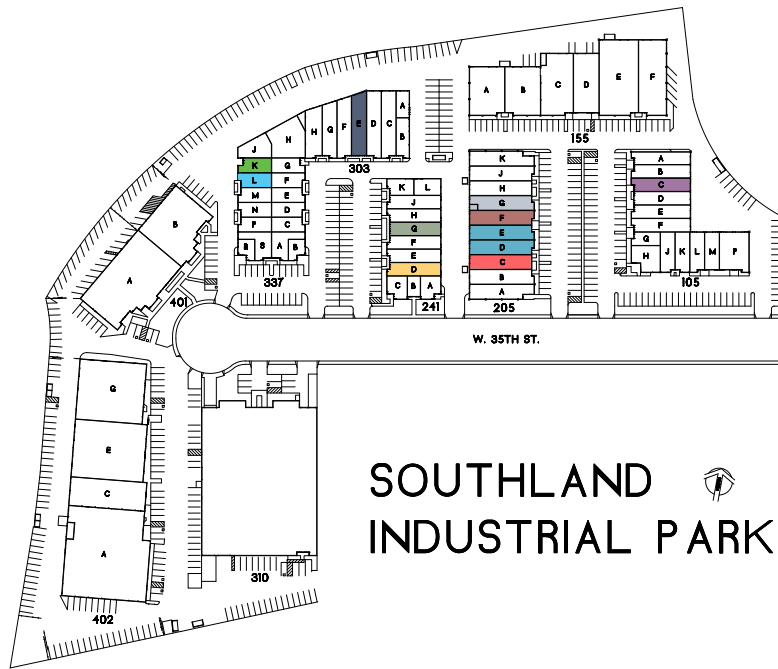 E F
C D
A B
155
A
H G F E D C B
303
H
J
K G
L F
M E
N D
P C
R S A B
337
K L
J
H
G
F
E
D
C B A
241
K
J
H
G
F
E
D
C
B
A
205
A
B
C
D
E
F
G
H J K L M P
105
B
A
401
W. 35TH ST.
G
E
C
A
402
310
SOUTHLAND
INDUSTRIAL PARK